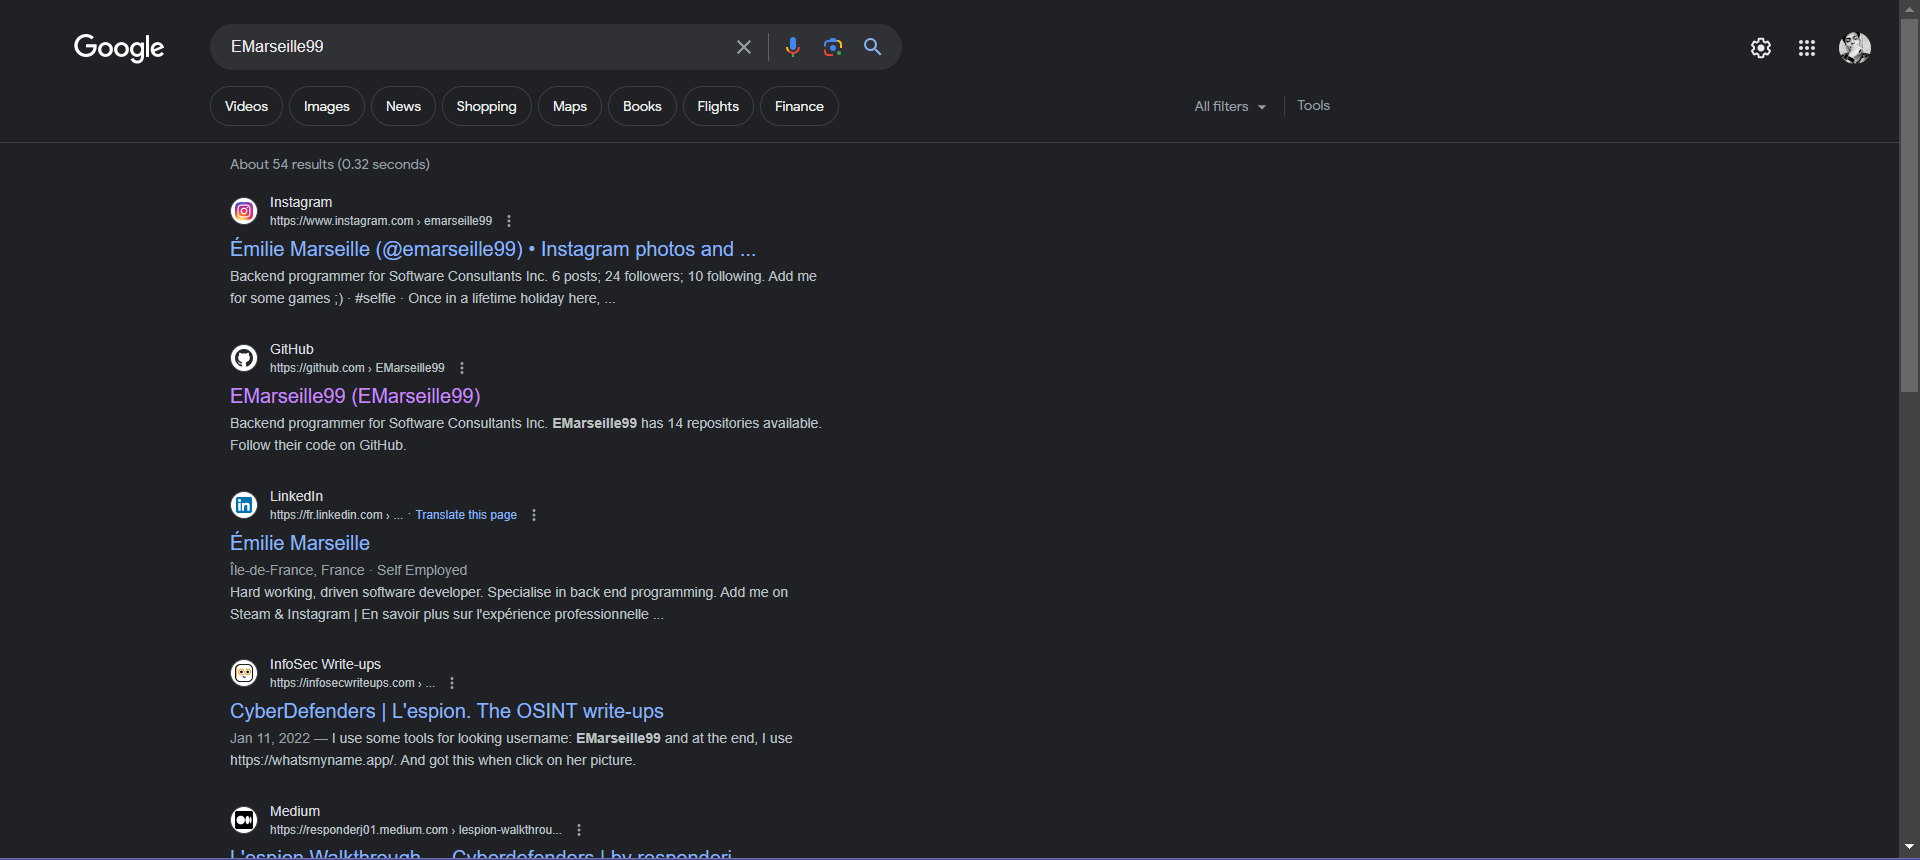 Google
EMarseille99
Videos
Images
News
Shopping
Maps
Books
Flights
Finance
All filters
Tools
About 54 results (0.32 seconds)
Instagram
https://www.instagram.com › emarseille99
Émilie Marseille (@emarseille99) • Instagram photos and ...
Backend programmer for Software Consultants Inc. 6 posts; 24 followers; 10 following. Add me
for some games ;) · #selfie · Once in a lifetime holiday here, ...
GitHub
https://github.com › EMarseille99
EMarseille99 (EMarseille99)
Backend programmer for Software Consultants Inc. EMarseille99 has 14 repositories available.
Follow their code on GitHub.
LinkedIn
https://fr.linkedin.com › ... · Translate this page
Émilie Marseille
Île-de-France, France · Self Employed
Hard working, driven software developer. Specialise in back end programming. Add me on
Steam & Instagram | En savoir plus sur l'expérience professionnelle ...
InfoSec Write-ups
https://infosecwriteups.com › ...
CyberDefenders | L'espion. The OSINT write-ups
Jan 11, 2022 — I use some tools for looking username: EMarseille99 and at the end, I use
https://whatsmyname.app/. And got this when click on her picture.
Medium
https://responderj01.medium.com › lespion-walkthrou...
L'espion Walkthrough — Cyberdefenders | by responderj